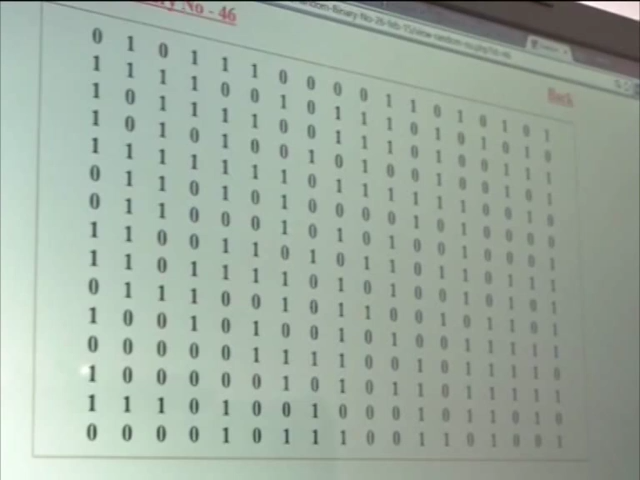 Binary No - 46
Back
0 1 0 1 1 1 0 0 0 0 1 1 0 1 0 1 0 1
1 1 1 1 0 0 1 0 1 1 1 0 1 0 1 0 1 0
1 0 1 1 1 1 0 0 1 1 1 0 1 0 1 0 1 1
1 0 1 0 1 0 0 1 0 1 0 0 1 0 0 1 1 1
1 1 1 1 1 1 1 0 1 1 1 1 1 1 0 0 1 0
0 1 1 0 1 0 1 0 1 0 0 1 0 1 0 0 0 0
0 1 1 0 0 0 1 0 1 0 1 0 1 0 0 1 0 0
1 1 0 0 1 1 0 1 0 1 1 0 1 1 1 1 1 1
1 1 0 1 1 1 1 0 1 0 1 0 0 0 1 0 1 1
0 1 1 1 0 0 1 0 1 1 0 0 1 0 0 1 0 1
1 0 0 1 0 1 0 0 1 0 1 0 0 1 1 1 1 1
0 0 0 0 0 1 1 1 1 0 0 1 0 1 1 1 1 1
1 0 0 0 0 0 1 0 1 0 1 1 0 1 1 1 1 1
1 1 1 0 1 0 0 1 0 0 0 0 1 0 1 1 0 1 0
0 0 0 0 1 0 1 1 1 0 0 1 1 0 1 0 0 1